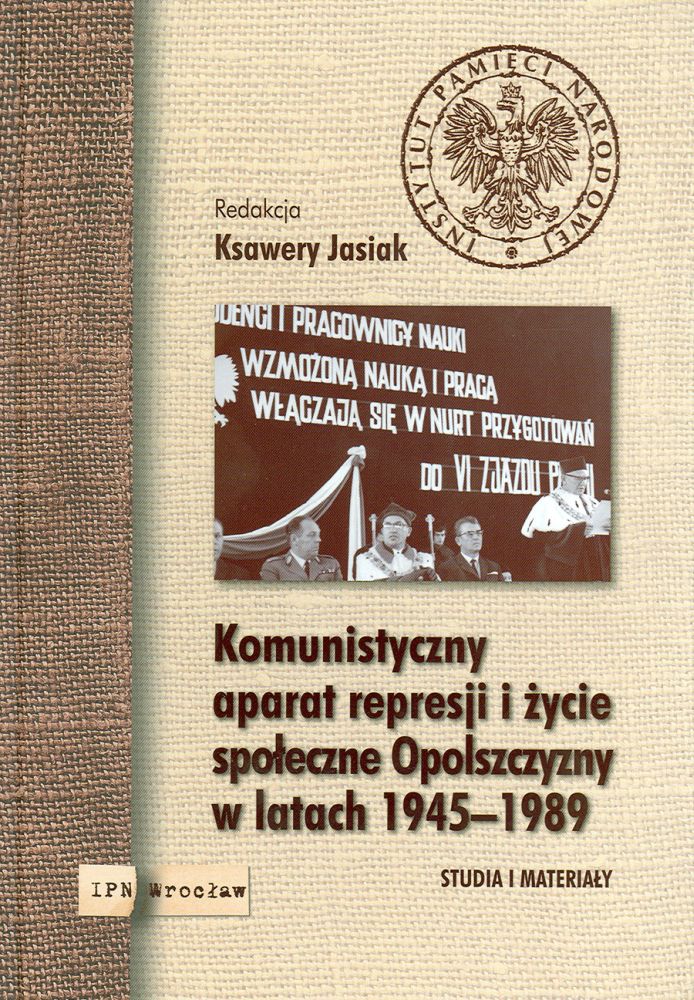 INSTYTUT PAMIĘCI NARODOWEJ
Redakcja
Ksawery Jasiak
I PRACOWNICY NAUKI
WZMOŻONĄ NAUKĄ I PRACĄ
WŁĄCZAJĄ SIĘ W NURT PRZYGOTOWAŃ
DO VI ZJAZDU
Komunistyczny
aparat represji i życie
społeczne Opolszczyzny
w latach 1945–1989
STUDIA I MATERIAŁY
IPN Wrocław